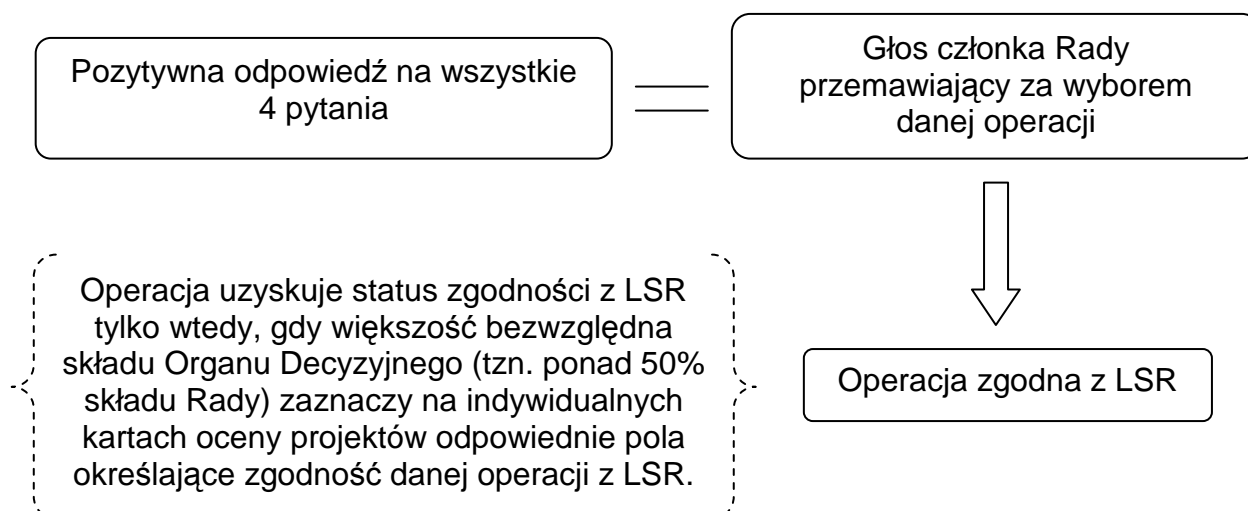 Pozytywna odpowiedź na wszystkie
4 pytania
Głos członka Rady
przemawiający za wyborem
danej operacji
Operacja uzyskuje status zgodności z LSR
tylko wtedy, gdy większość bezwzględna
składu Organu Decyzyjnego (tzn. ponad 50%
składu Rady) zaznaczy na indywidualnych
kartach oceny projektów odpowiednie pola
określające zgodność danej operacji z LSR.
Operacja zgodna z LSR